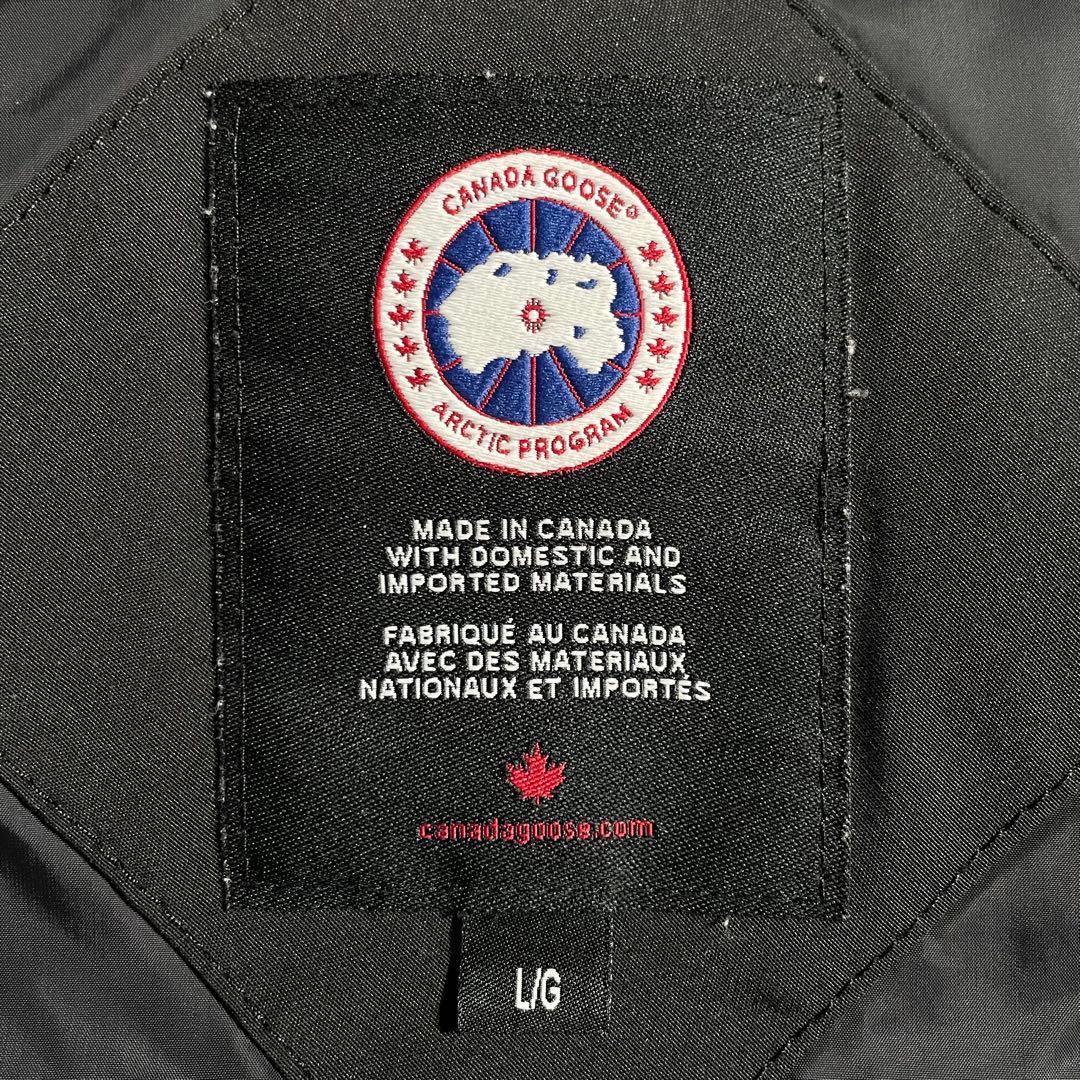 CANADA GOOSE®
ARCTIC PROGRAM
MADE IN CANADA
WITH DOMESTIC AND
IMPORTED MATERIALS
FABRIQUÉ AU CANADA
AVEC DES MATERIAUX
NATIONAUX ET IMPORTÉS
canadagoose.com
L/G